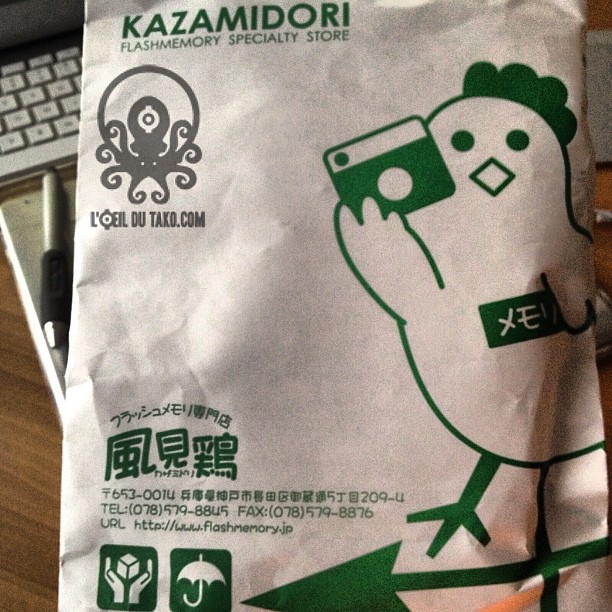 KAZAMIDORI
FLASHMEMORY SPECIALTY STORE
L'ŒIL DU TAKO.COM
メモリ
フラッシュメモリ専門店
風見鶏
カザミドリ
〒653-0014 兵庫県神戸市長田区御蔵通5丁目209-4
TEL:(078)579-8845 FAX:(078)579-8876
URL http://www.flashmemory.jp